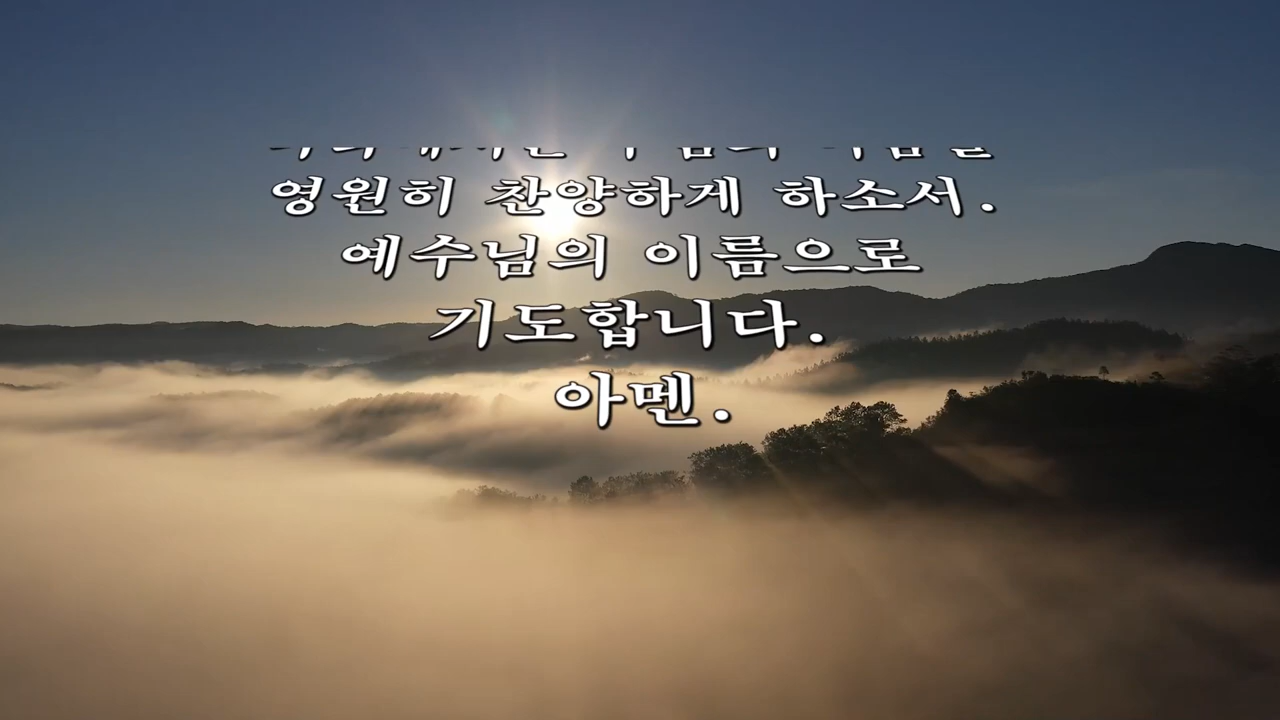 영원히 찬양하게 하소서.
예수님의 이름으로
기도합니다.
아멘.